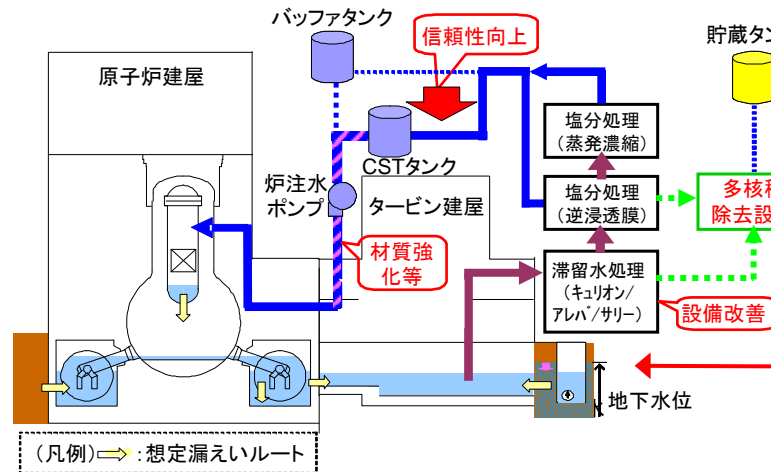 バッファタンク
信頼性向上
貯蔵タン
原子炉建屋
塩分処理
(蒸発濃縮)
CSTタンク
炉注水
ポンプ
タービン建屋
塩分処理
(逆浸透膜)
多核種
除去設
材質強
化等
滞留水処理
(キュリオン/
アレバ/サリー)
設備改善
地下水位
(凡例) :想定漏えいルート